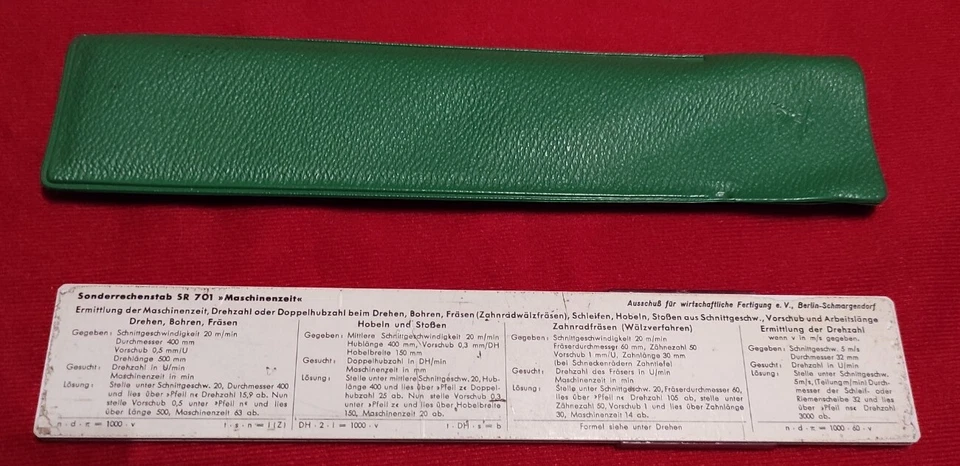 Sonderrechenstab SR 701 »Maschinenzeit«
Ausschuß für wirtschaftliche Fertigung e. V., Berlin-Schmargendorf
Ermittlung der Maschinenzeit, Drehzahl oder Doppelhubzahl beim Drehen, Bohren, Fräsen (Zahnradwälzfräsen), Schleifen, Hobeln, Stoßen aus Schnittgeschw., Vorschub und Arbeitslänge
Drehen, Bohren, Fräsen
Gegeben: Schnittgeschwindigkeit 20 m/min
Durchmesser 400 mm
Vorschub 0,5 mm/U
Drehlänge 500 mm
Gesucht: Drehzahl in U/min
Maschinenzeit in min
Lösung: Stelle unter Schnittgeschw. 20, Durchmesser 400
und lies über »Pfeil n« Drehzahl 15,9 ab. Nun
stelle Vorschub 0,5 unter »Pfeil n« und lies
über Länge 500, Maschinenzeit 63 ab.
n · d · π = 1000 · v
t · s · n = l (Z)
Hobeln und Stoßen
Gegeben: Mittlere Schnittgeschwindigkeit 20 m/min
Hublänge 400 mm, Vorschub 0,3 mm/DH
Hobelbreite 150 mm
Gesucht: Doppelhubzahl in DH/min
Maschinenzeit in mm
Lösung: Stelle unter mittlere Schnittgeschw. 20, Hub-
länge 400 und lies über »Pfeil z« Doppel-
hubzahl 25 ab. Nun stelle Vorschub 0,3
unter »Pfeil z« und lies über Hobelbreite
150, Maschinenzeit 20 ab.
DH · 2 · l = 1000 · v
t · DH · s = b
Zahnradfräsen (Wälzverfahren)
Gegeben: Schnittgeschwindigkeit 20 m/min
Fräserdurchmesser 60 mm, Zähnezahl 50
Vorschub 1 mm/U, Zahnlänge 30 mm
(bei Schneckenrädern Zahntiefe)
Gesucht: Drehzahl des Fräsers in U/min
Maschinenzeit in min
Lösung: Stelle unter Schnittgeschw. 20, Fräserdurchmesser 60,
lies über »Pfeil n« Drehzahl 105 ab, stelle unter
Zähnezahl 50, Vorschub 1 und lies über Zahnlänge
30, Maschinenzeit 14 ab.
Formel siehe unter Drehen
Ermittlung der Drehzahl
wenn v in m/s gegeben.
Gegeben: Schnittgeschw. 5 m/s
Durchmesser 32 mm
Gesucht: Drehzahl in U/min
Lösung: Stelle unter Schnittgeschw.
5m/s, (Teilung m/min) Durch-
messer der Schleif- oder
Riemenscheibe 32 und lies
über »Pfeil ns« Drehzahl
3000 ab.
n · d · π = 1000 · 60 · v